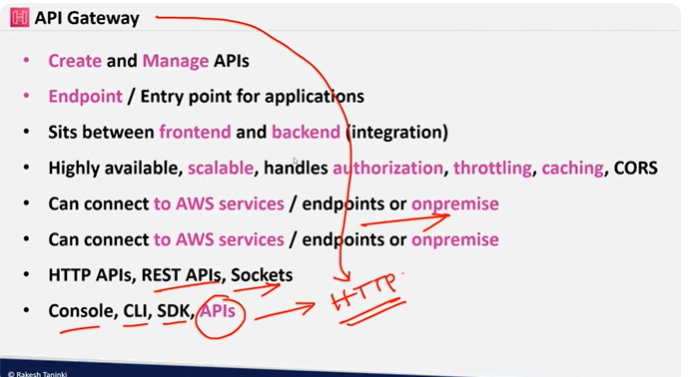 API Gateway
• Create and Manage APIs
• Endpoint / Entry point for applications
• Sits between frontend and backend (integration)
• Highly available, scalable, handles authorization, throttling, caching, CORS
• Can connect to AWS services / endpoints or onpremise
• Can connect to AWS services / endpoints or onpremise
• HTTP APIs, REST APIs, Sockets
• Console, CLI, SDK, APIs
HTTP
© Rakesh Taninki